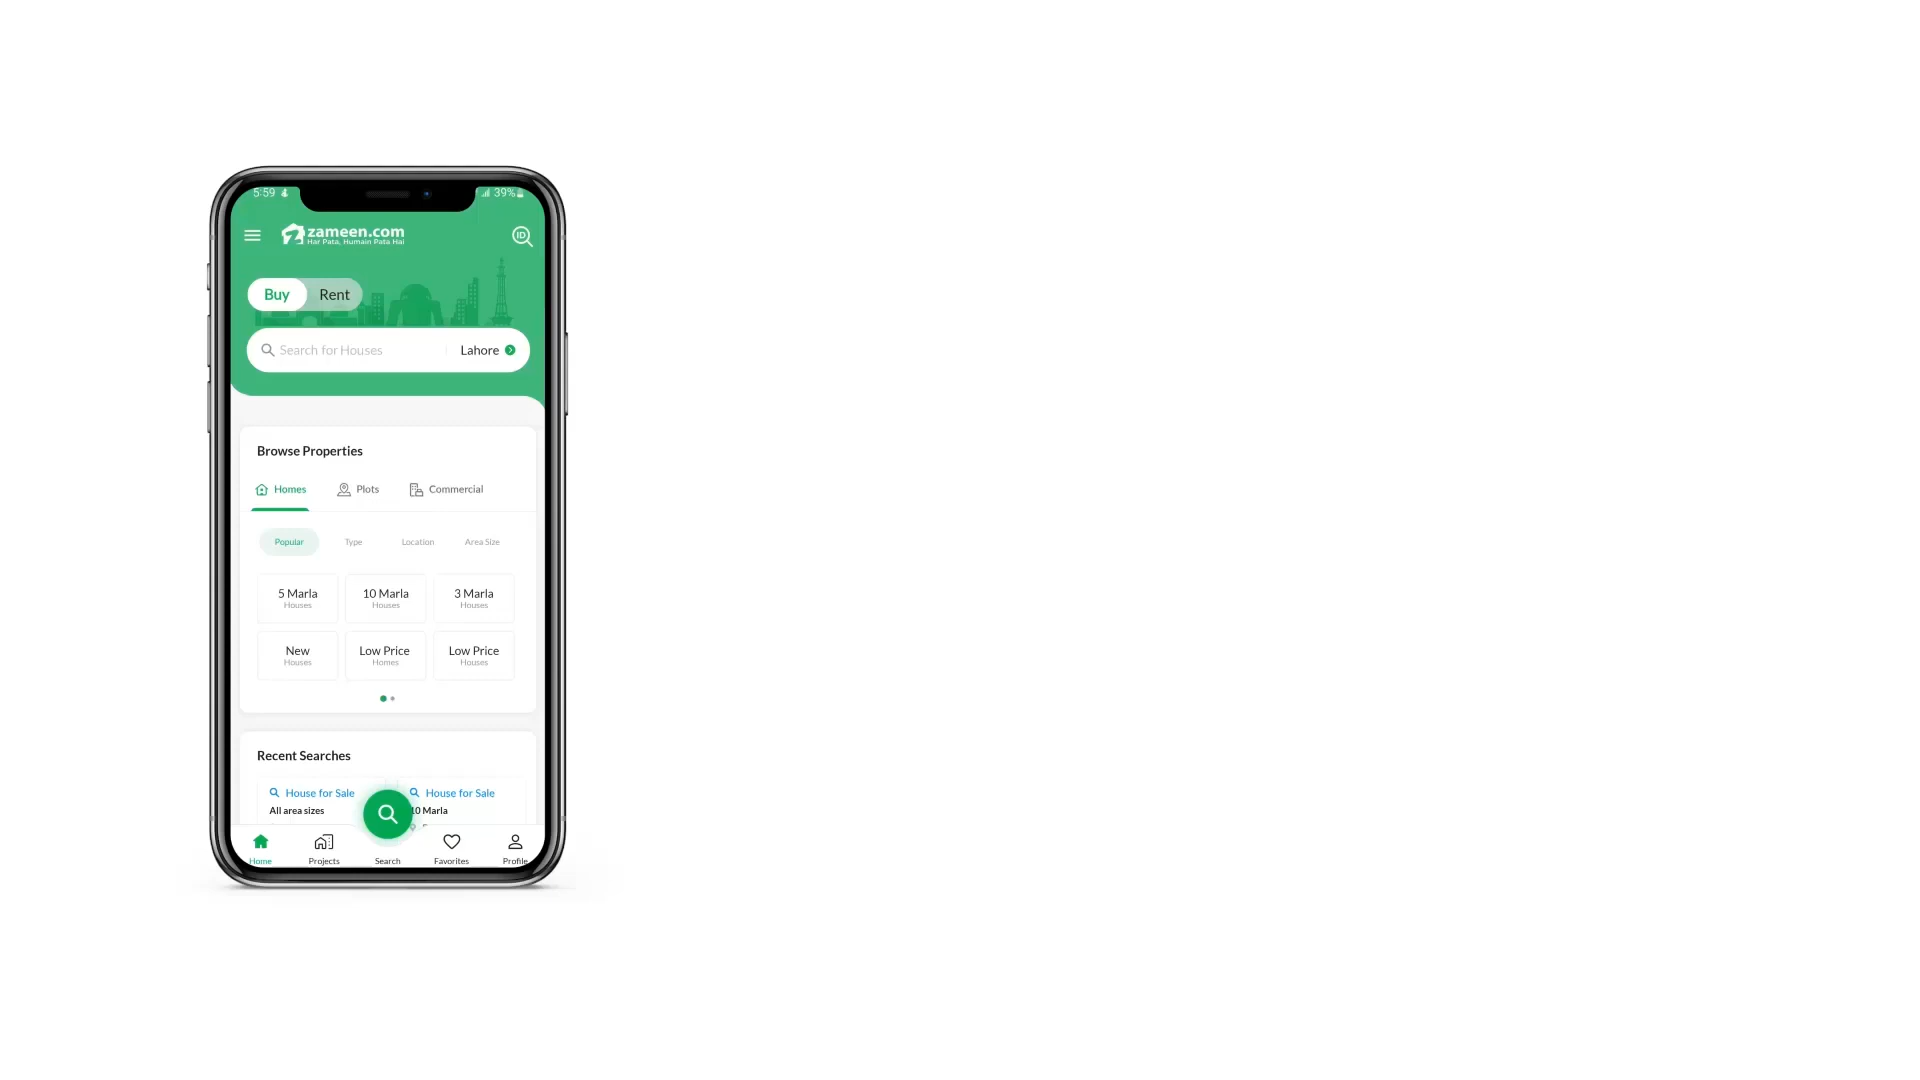 5:59 39%
zameen.com
Har Pata, Humain Pata Hai
ID
Buy Rent
Search for Houses Lahore
Browse Properties
Homes Plots Commercial
Popular Type Location Area Size
5 Marla 10 Marla 3 Marla
Houses Houses Houses
New Low Price Low Price
Houses Homes Houses
Recent Searches
House for Sale House for Sale
All area sizes 10 Marla
Home Projects Search Favorites Profile